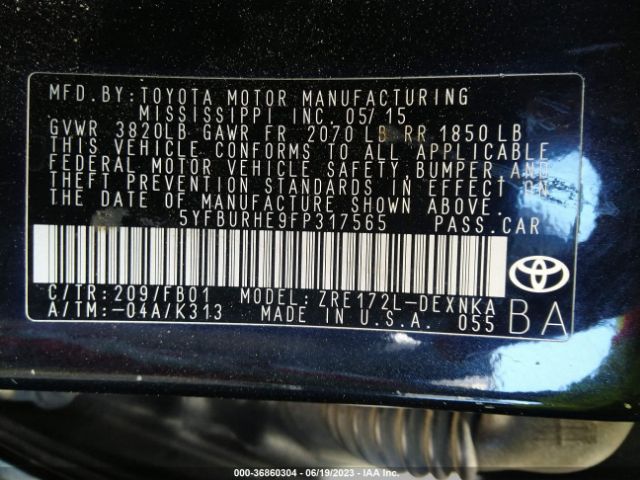 MFD. BY: TOYOTA MOTOR MANUFACTURING
MISSISSIPPI INC. 05/15
GVWR 3820LB GAWR FR 2070 LB RR 1850 LB
THIS VEHICLE CONFORMS TO ALL APPLICABLE
FEDERAL MOTOR VEHICLE SAFETY, BUMPER, AND
THEFT PREVENTION STANDARDS IN EFFECT ON
THE DATE OF MANUFACTURE SHOWN ABOVE.
5YFBURHE9FP317565 PASS. CAR
C/TR: 209/FB01 MODEL: ZRE172L-DEXNKA
A/TM: -04A/K313 MADE IN U.S.A. 055
BA
000-36860304 | 06/19/2023 | IAA Inc.